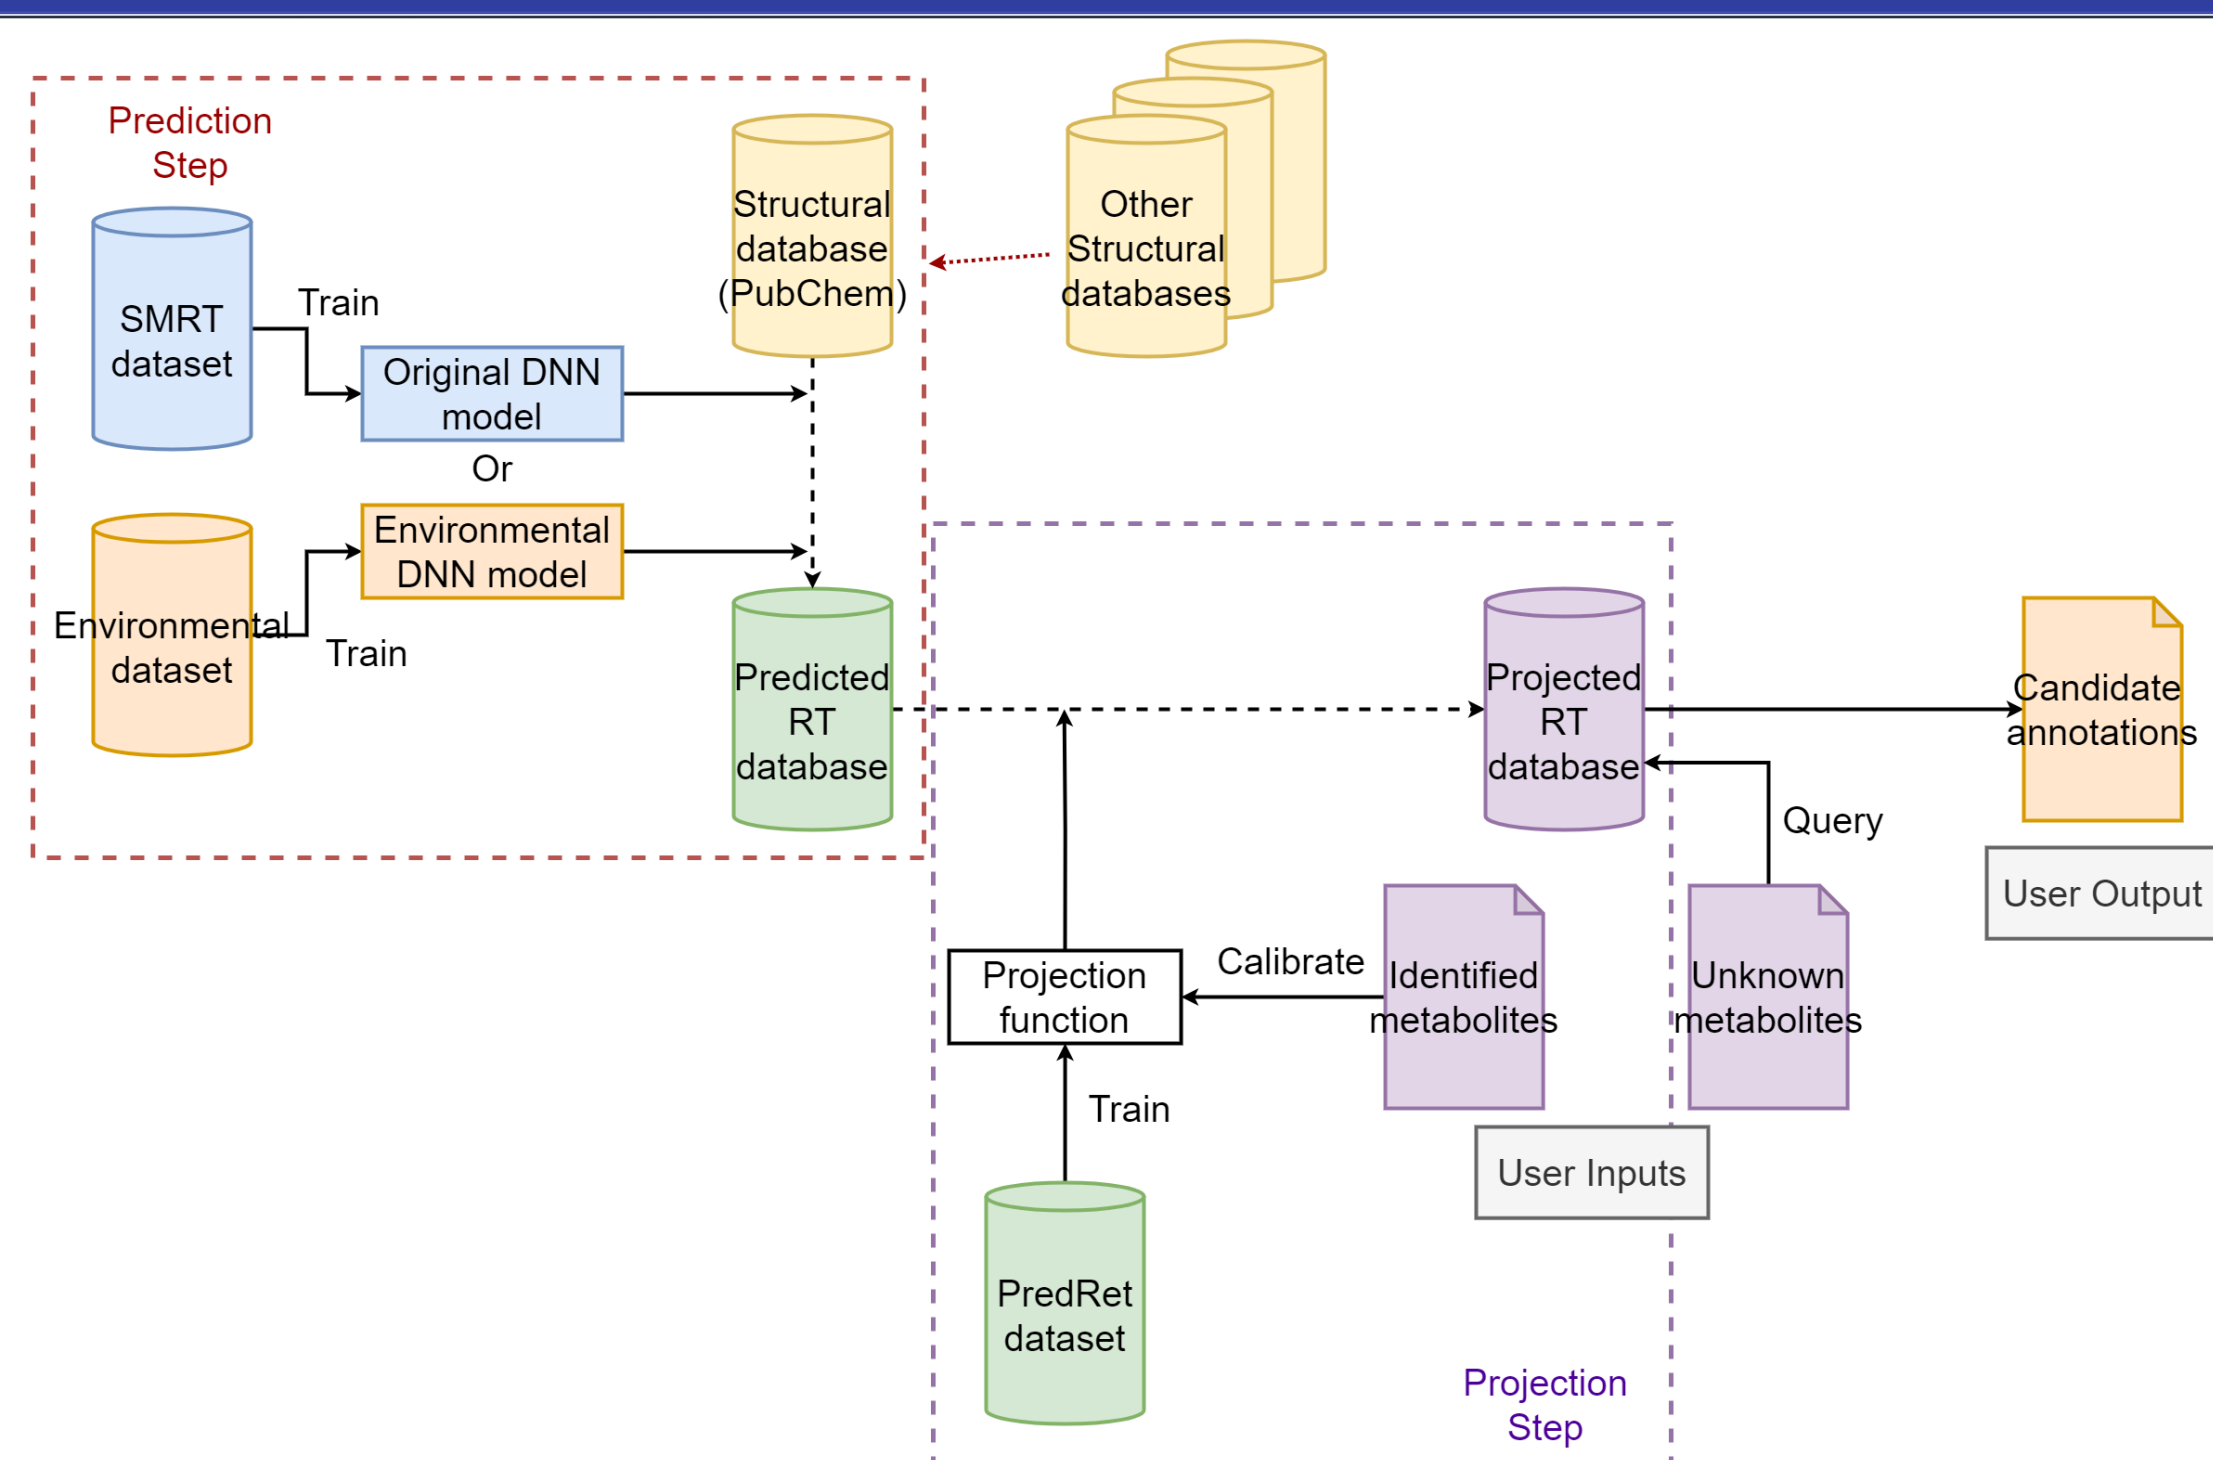 Prediction
Step
SMRT
dataset
Train
Original DNN
model
Or
Environmental
DNN model
Environmental
dataset
Train
Structural
database
(PubChem)
Other
Structural
databases
Predicted
RT
database
Projected
RT
database
Candidate
annotations
Query
User Output
Projection
function
Calibrate
Identified
metabolites
Unknown
metabolites
Train
User Inputs
PredRet
dataset
Projection
Step